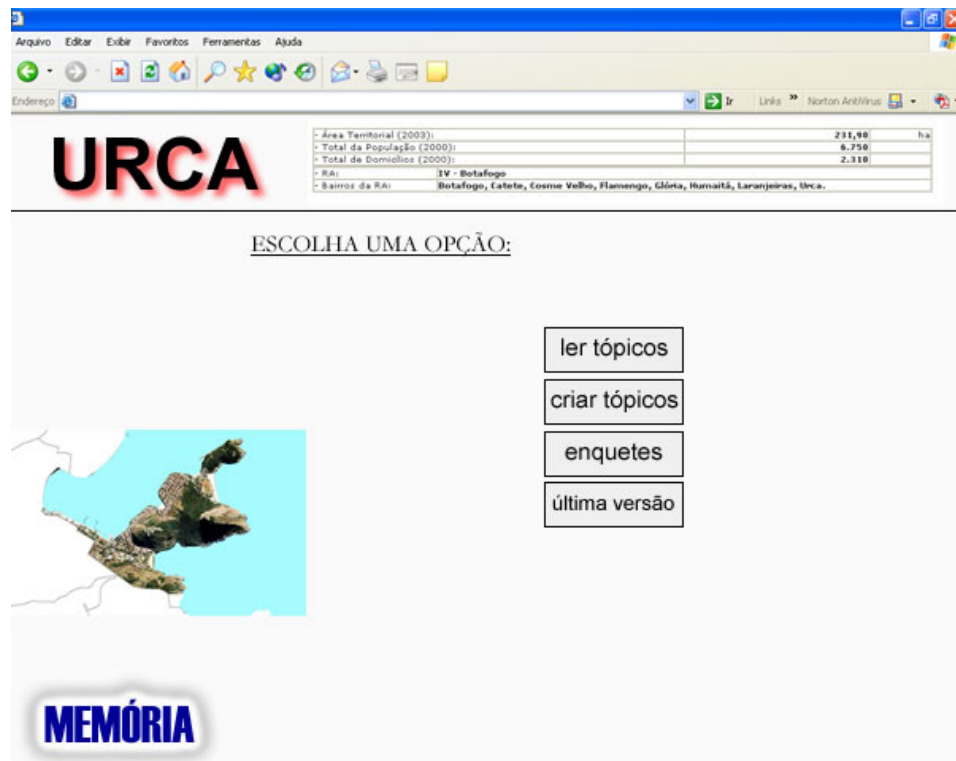 Arquivo Editar Exibir Favoritos Ferramentas Ajuda
Endereço Ir Links » Norton AntiVirus
URCA
- Área Territorial (2003): 231,90 ha
- Total da População (2000): 6.750
- Total de Domicílios (2000): 2.310
- RA: IV - Botafogo
- Bairros da RA: Botafogo, Catete, Cosme Velho, Flamengo, Glória, Humaitá, Laranjeiras, Urca.
ESCOLHA UMA OPÇÃO:
ler tópicos
criar tópicos
enquetes
última versão
MEMÓRIA